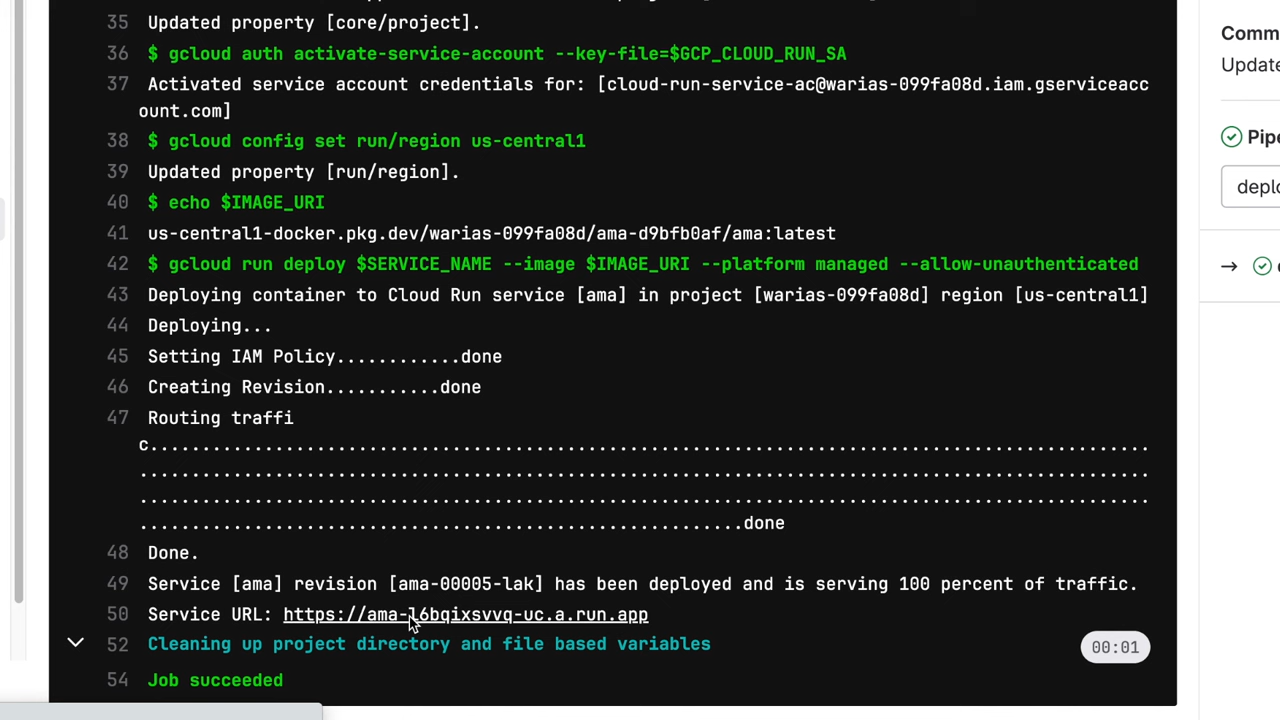 35 Updated property [core/project].
36 $ gcloud auth activate-service-account --key-file=$GCP_CLOUD_RUN_SA
37 Activated service account credentials for: [cloud-run-service-ac@warias-099fa08d.iam.gserviceacc
ount.com]
38 $ gcloud config set run/region us-central1
39 Updated property [run/region].
40 $ echo $IMAGE_URI
41 us-central1-docker.pkg.dev/warias-099fa08d/ama-d9bfb0af/ama:latest
42 $ gcloud run deploy $SERVICE_NAME --image $IMAGE_URI --platform managed --allow-unauthenticated
43 Deploying container to Cloud Run service [ama] in project [warias-099fa08d] region [us-central1]
44 Deploying...
45 Setting IAM Policy............done
46 Creating Revision...........done
47 Routing traffi
c................................................................................................
.................................................................................................
.................................................................................................
..........................................................done
48 Done.
49 Service [ama] revision [ama-00005-lak] has been deployed and is serving 100 percent of traffic.
50 Service URL: https://ama-l6bqixsvvq-uc.a.run.app
52 Cleaning up project directory and file based variables
00:01
54 Job succeeded
Comm
Update
Pipe
deplo